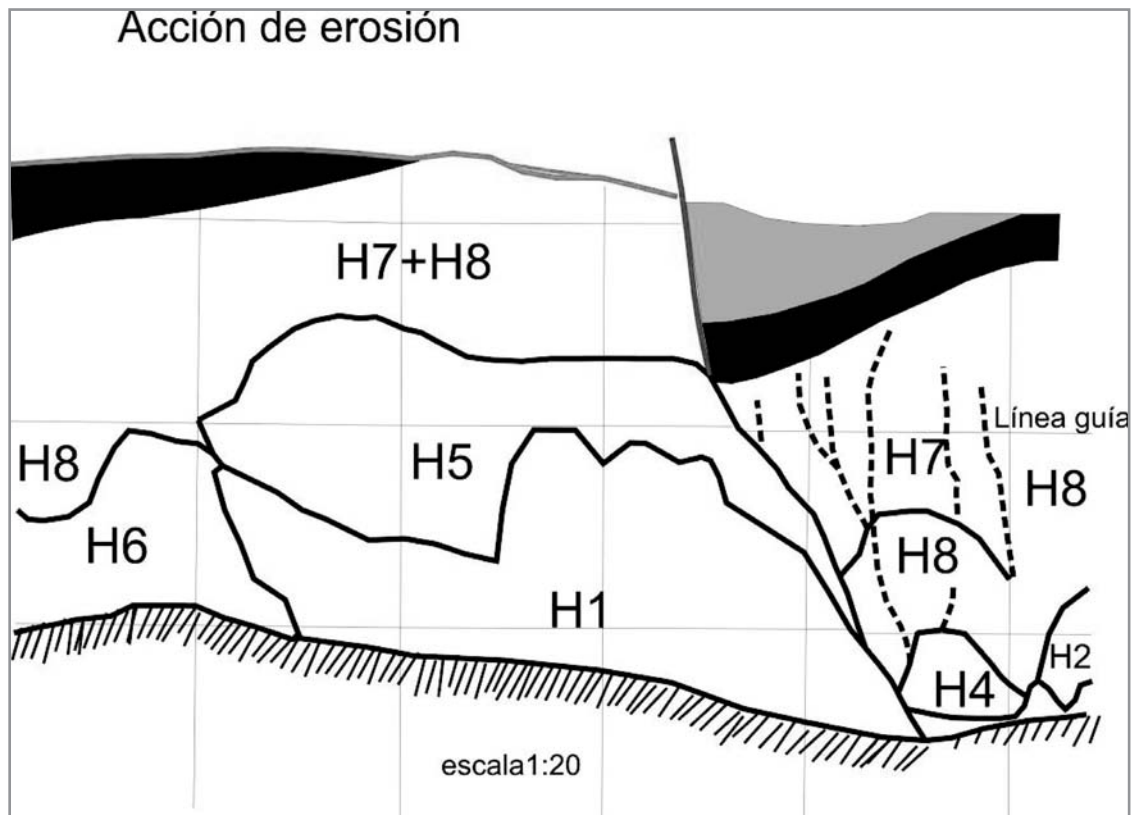 Acción de erosión
H7+H8
Línea guía
H8
H5
H7
H8
H6
H8
H1
H2
H4
escala1:20